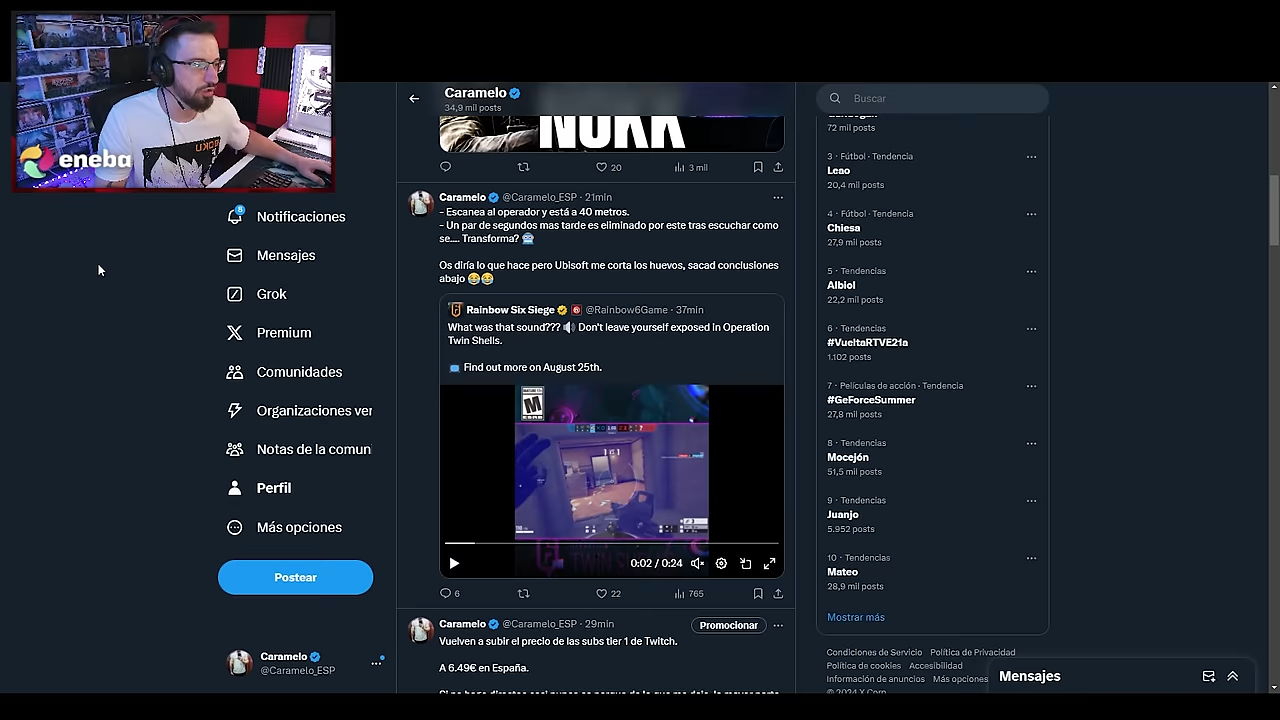 eneba
Notificaciones
Mensajes
Grok
Premium
Comunidades
Organizaciones ver
Notas de la comun
Perfil
Más opciones
Postear
Caramelo
@Caramelo_ESP
Caramelo
34,9 mil posts
NOKK
20
3 mil
Caramelo @Caramelo_ESP · 21min
- Escanea al operador y está a 40 metros.
- Un par de segundos mas tarde es eliminado por este tras escuchar como
se.... Transforma?
Os diría lo que hace pero Ubisoft me corta los huevos, sacad conclusiones
abajo
Rainbow Six Siege @Rainbow6Game · 37min
What was that sound??? Don't leave yourself exposed in Operation
Twin Shells.
Find out more on August 25th.
M
0:02 / 0:24
6
22
765
Caramelo @Caramelo_ESP · 29min
Promocionar
Vuelven a subir el precio de las subs tier 1 de Twitch.
A 6.49€ en España.
Buscar
72 mil posts
3 · Fútbol · Tendencia
Leao
20,4 mil posts
4 · Fútbol · Tendencia
Chiesa
27,9 mil posts
5 · Tendencias
Albiol
22,2 mil posts
6 · Tendencias
#VueltaRTVE21a
1.102 posts
7 · Películas de acción · Tendencia
#GeForceSummer
27,8 mil posts
8 · Tendencias
Mocejón
51,5 mil posts
9 · Tendencias
Juanjo
5.952 posts
10 · Tendencias
Mateo
28,9 mil posts
Mostrar más
Condiciones de Servicio Política de Privacidad
Política de cookies Accesibilidad
Información de anuncios Más opciones
© 2024 X Corp.
Mensajes